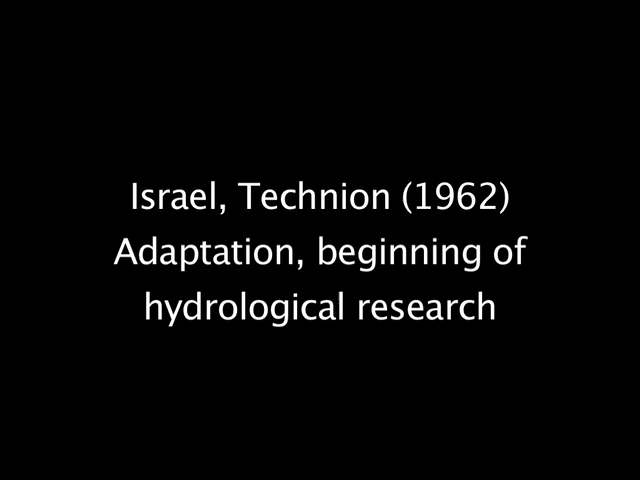 Israel, Technion (1962)
Adaptation, beginning of
hydrological research